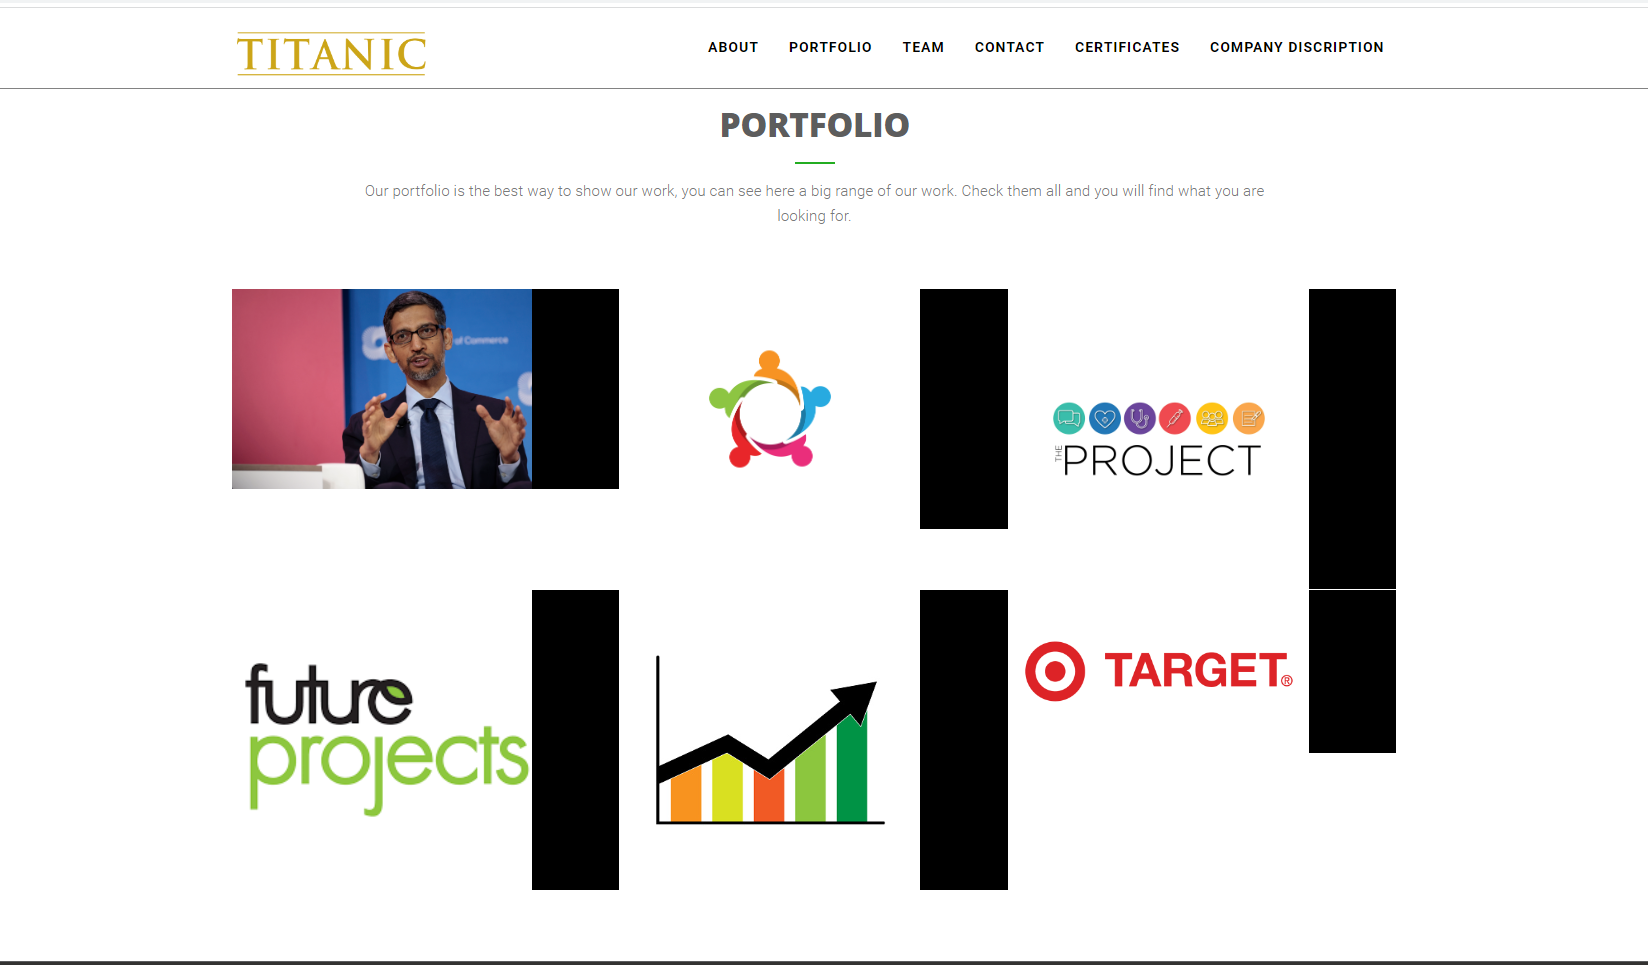 TITANIC
ABOUT PORTFOLIO TEAM CONTACT CERTIFICATES COMPANY DISCRIPTION
PORTFOLIO
Our portfolio is the best way to show our work, you can see here a big range of our work. Check them all and you will find what you are
looking for.
of Commerce
THE PROJECT
future
projects
TARGET®